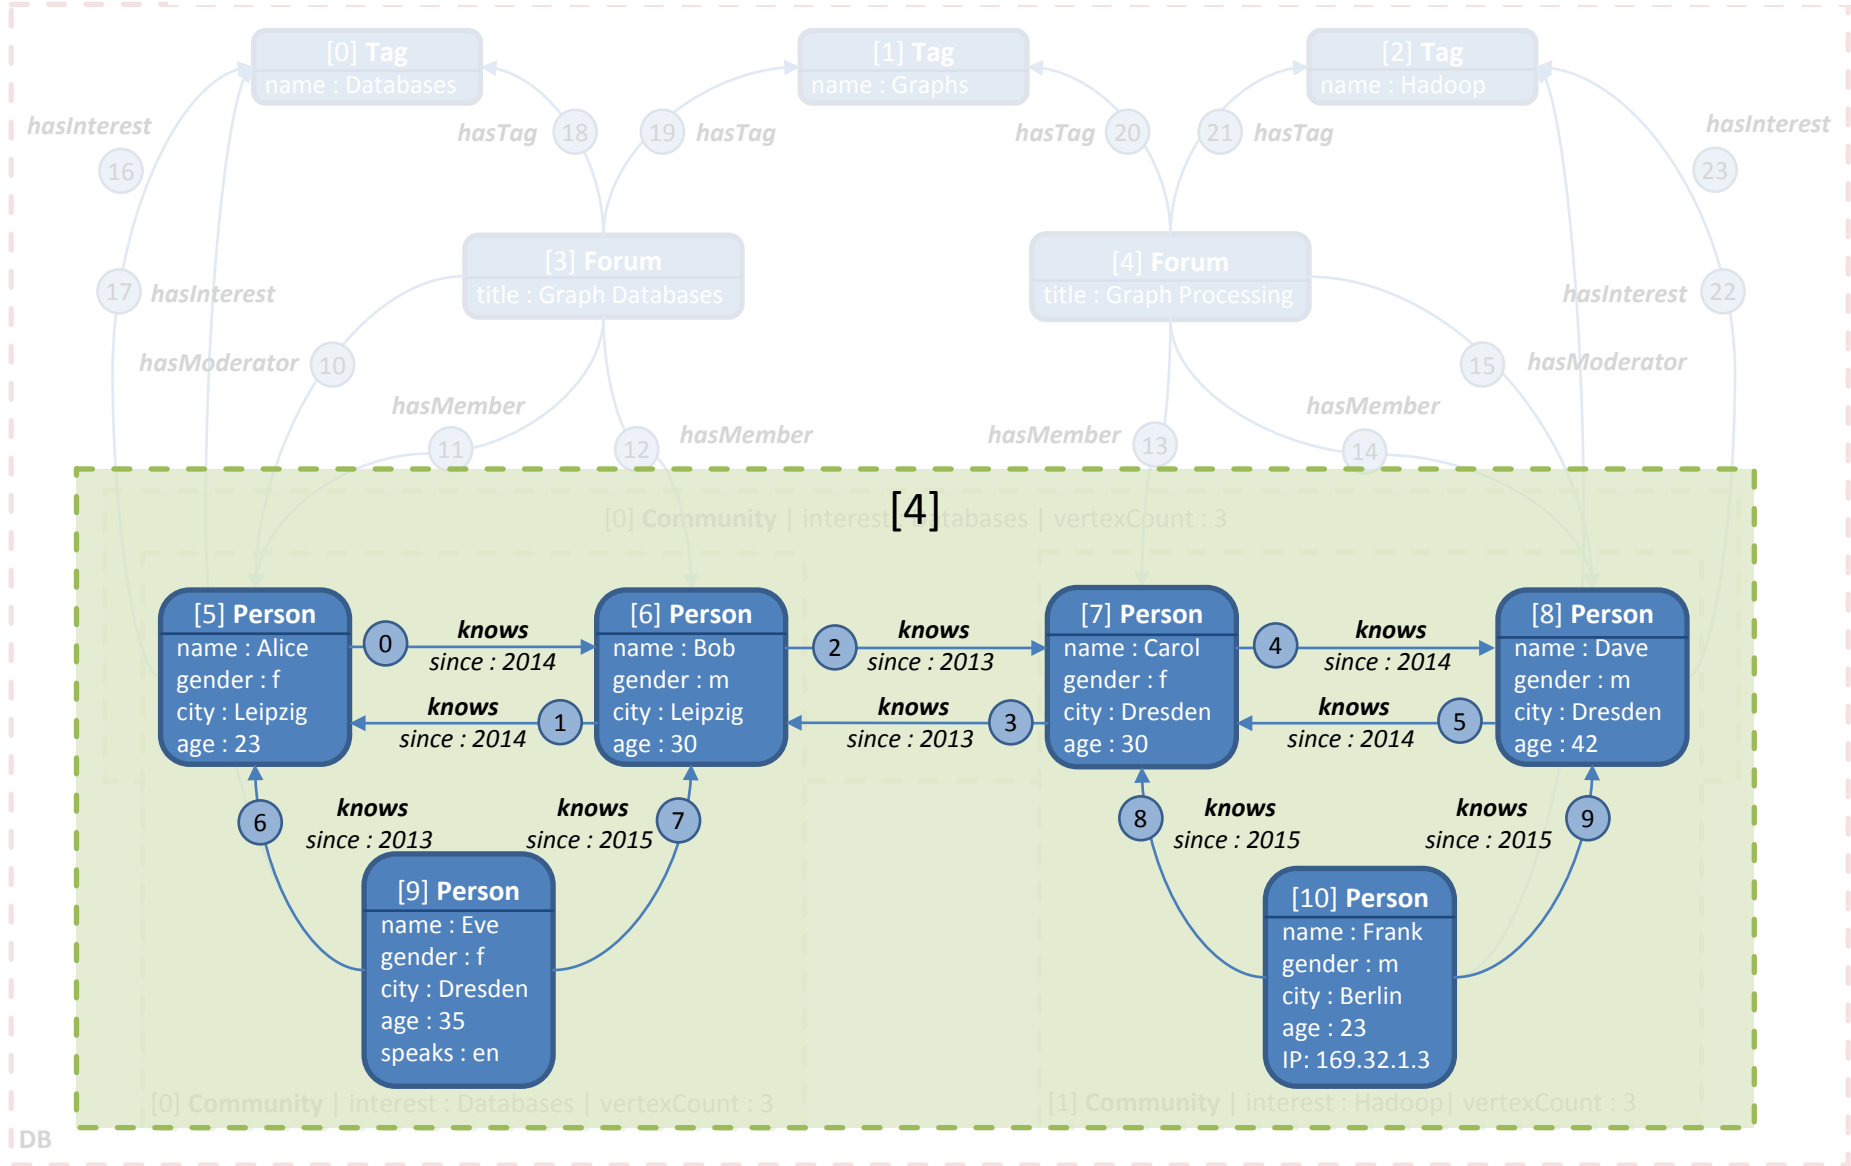 [0] Tag
name : Databases
[1] Tag
name : Graphs
[2] Tag
name : Hadoop
hasInterest
16
hasTag
18
19
hasTag
hasTag
20
21
hasTag
hasInterest
23
[3] Forum
title : Graph Databases
[4] Forum
title : Graph Processing
17
hasInterest
hasInterest
22
hasModerator
10
15
hasModerator
hasMember
11
12
hasMember
hasMember
13
hasMember
14
[4]
[0] Community | interest : Databases | vertexCount : 3
[5] Person
name : Alice
gender : f
city : Leipzig
age : 23
0
knows
since : 2014
knows
since : 2014
1
[6] Person
name : Bob
gender : m
city : Leipzig
age : 30
2
knows
since : 2013
knows
since : 2013
3
[7] Person
name : Carol
gender : f
city : Dresden
age : 30
4
knows
since : 2014
knows
since : 2014
5
[8] Person
name : Dave
gender : m
city : Dresden
age : 42
6
knows
since : 2013
knows
since : 2015
7
8
knows
since : 2015
knows
since : 2015
9
[9] Person
name : Eve
gender : f
city : Dresden
age : 35
speaks : en
[10] Person
name : Frank
gender : m
city : Berlin
age : 23
IP: 169.32.1.3
[0] Community | interest : Databases | vertexCount : 3
[1] Community | interest : Hadoop| vertexCount : 3
DB